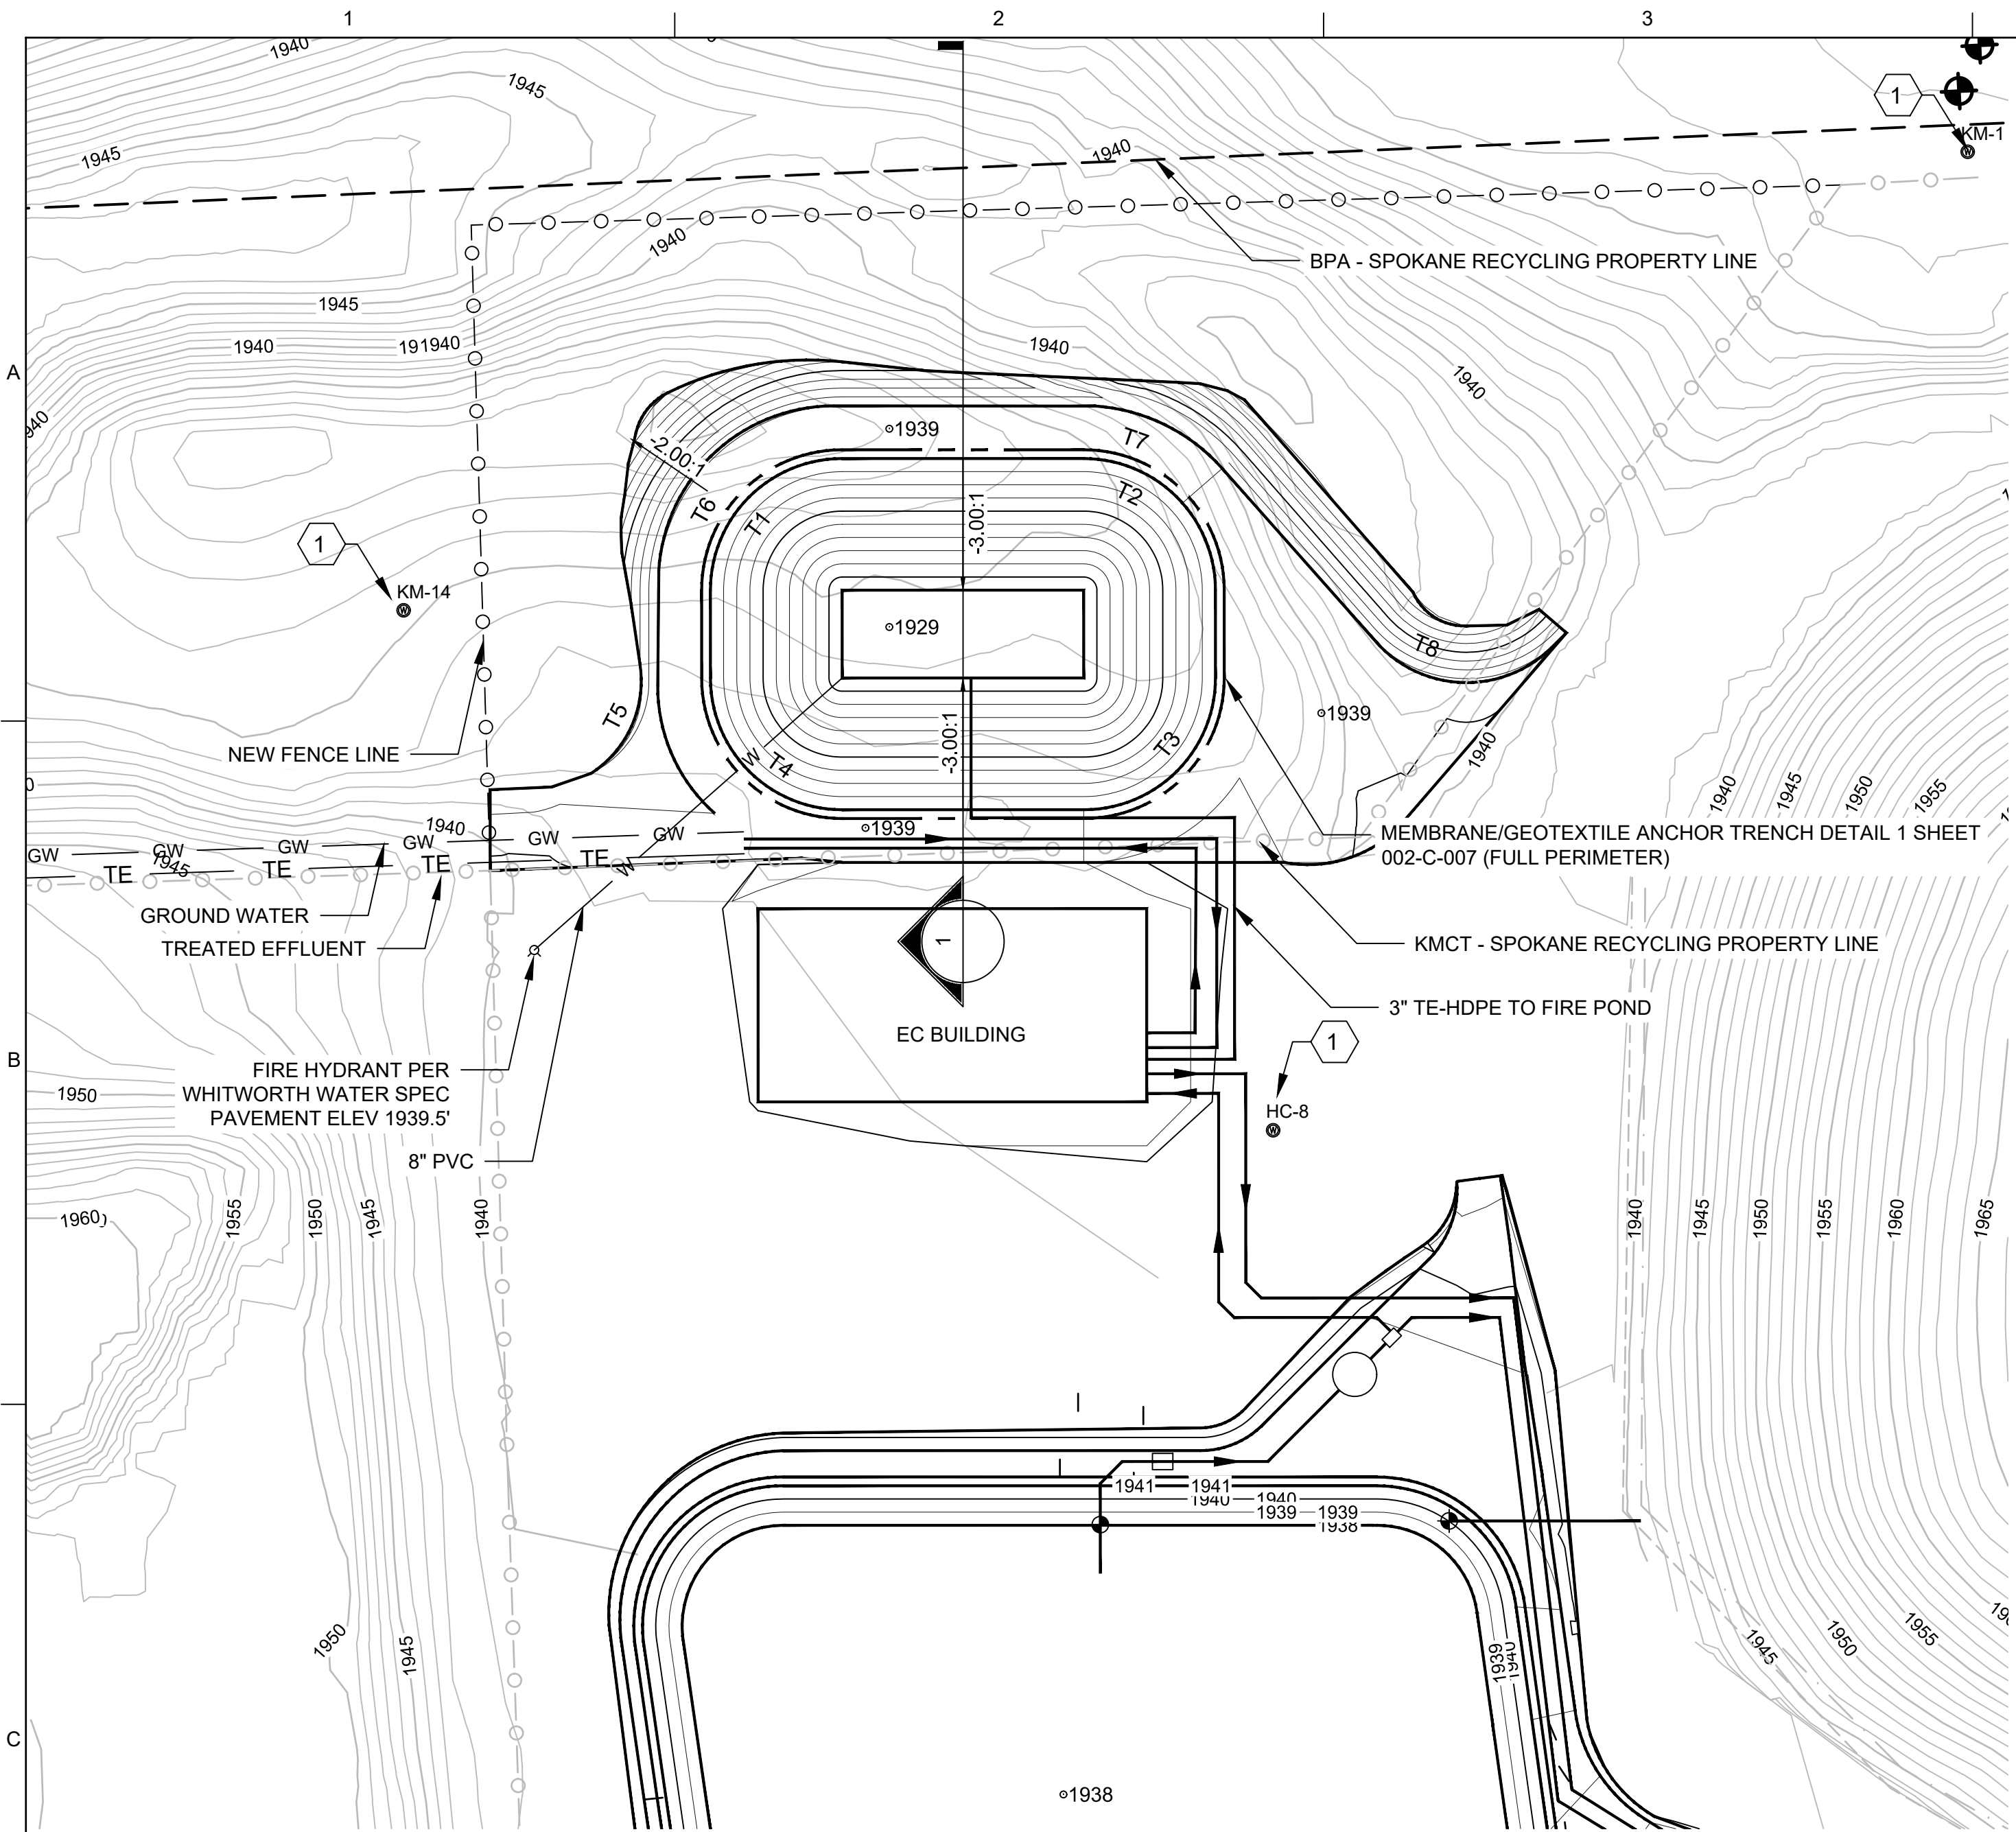 1
2
3
1940
1945
1
KM-1
1945
1940
1940
BPA - SPOKANE RECYCLING PROPERTY LINE
1945
1940
191940
1940
A
1940
1939
T7
-2.00:1
T2
T6
T1
-3.00:1
1
KM-14
1929
T8
T5
1939
NEW FENCE LINE
-3.00:1
T3
1940
W
T4
1940
1945
1950
1955
1940
GW
GW
GW
GW
GW
GW
1939
MEMBRANE/GEOTEXTILE ANCHOR TRENCH DETAIL 1 SHEET
002-C-007 (FULL PERIMETER)
1945
TE
TE
TE
TE
W
GROUND WATER
TREATED EFFLUENT
1
KMCT - SPOKANE RECYCLING PROPERTY LINE
3" TE-HDPE TO FIRE POND
EC BUILDING
1
B
FIRE HYDRANT PER
WHITWORTH WATER SPEC
PAVEMENT ELEV 1939.5'
1950
HC-8
8" PVC
1960
1955
1950
1945
1940
1940
1945
1950
1955
1960
1965
1941
1941
1940
1940
1939
1939
1938
1950
1945
1939
1940
1945
1950
1955
C
1938